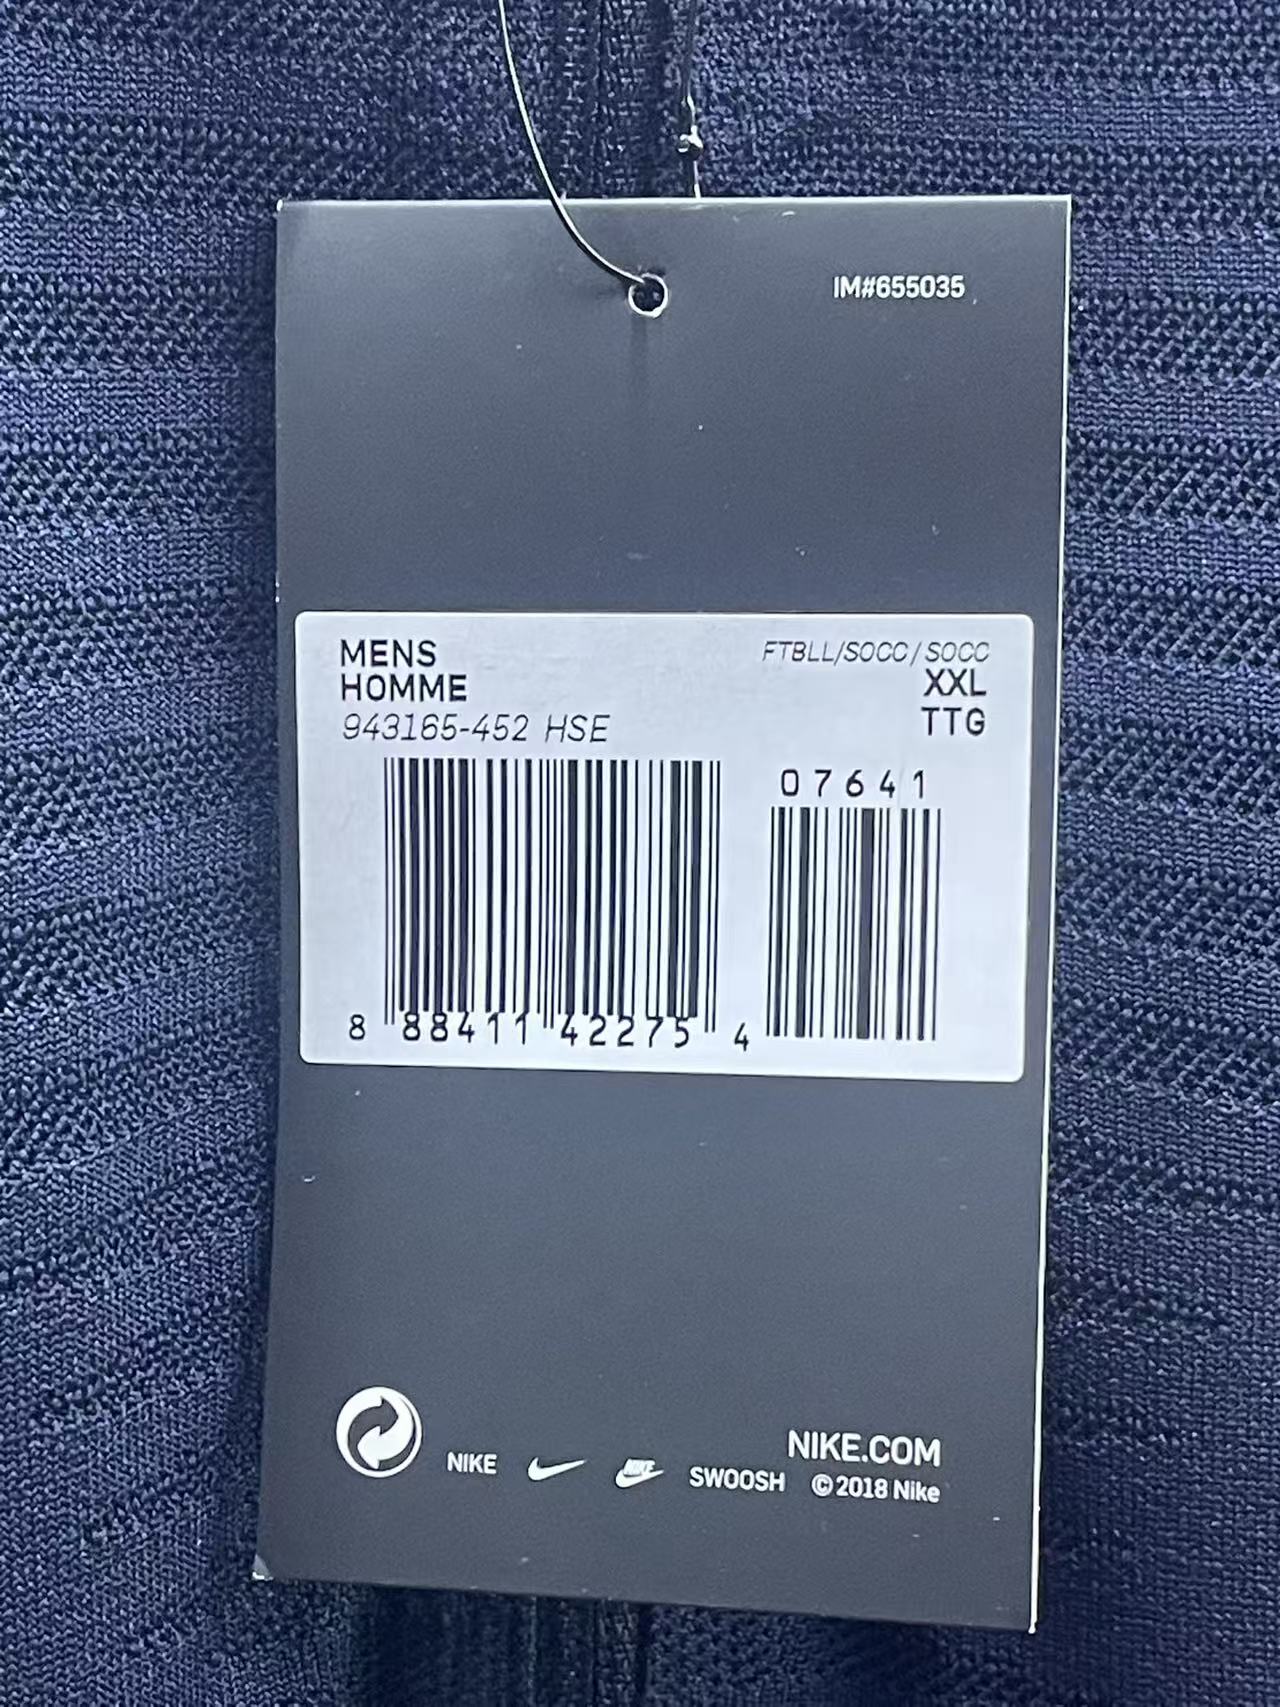 IM#655035
MENS
HOMME
943165-452 HSE
FTBLL/SOCC/SOCC
XXL
TTG
07641
8 88411 42275 4
NIKE NIKE SWOOSH
NIKE.COM
© 2018 Nike